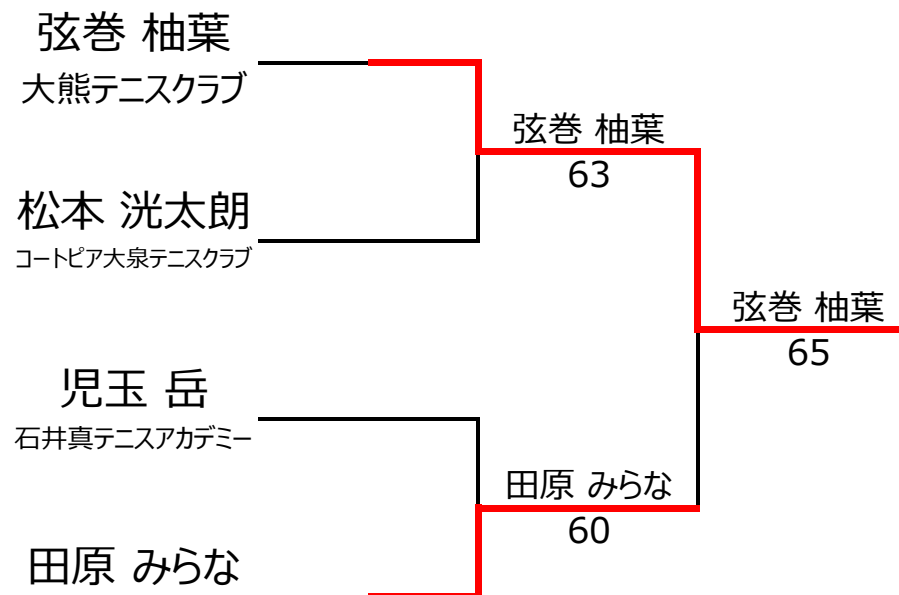 弦巻 柚葉
大熊テニスクラブ
弦巻 柚葉
63
松本 洸太朗
コートピア大泉テニスクラブ
弦巻 柚葉
65
児玉 岳
石井真テニスアカデミー
田原 みらな
60
田原 みらな